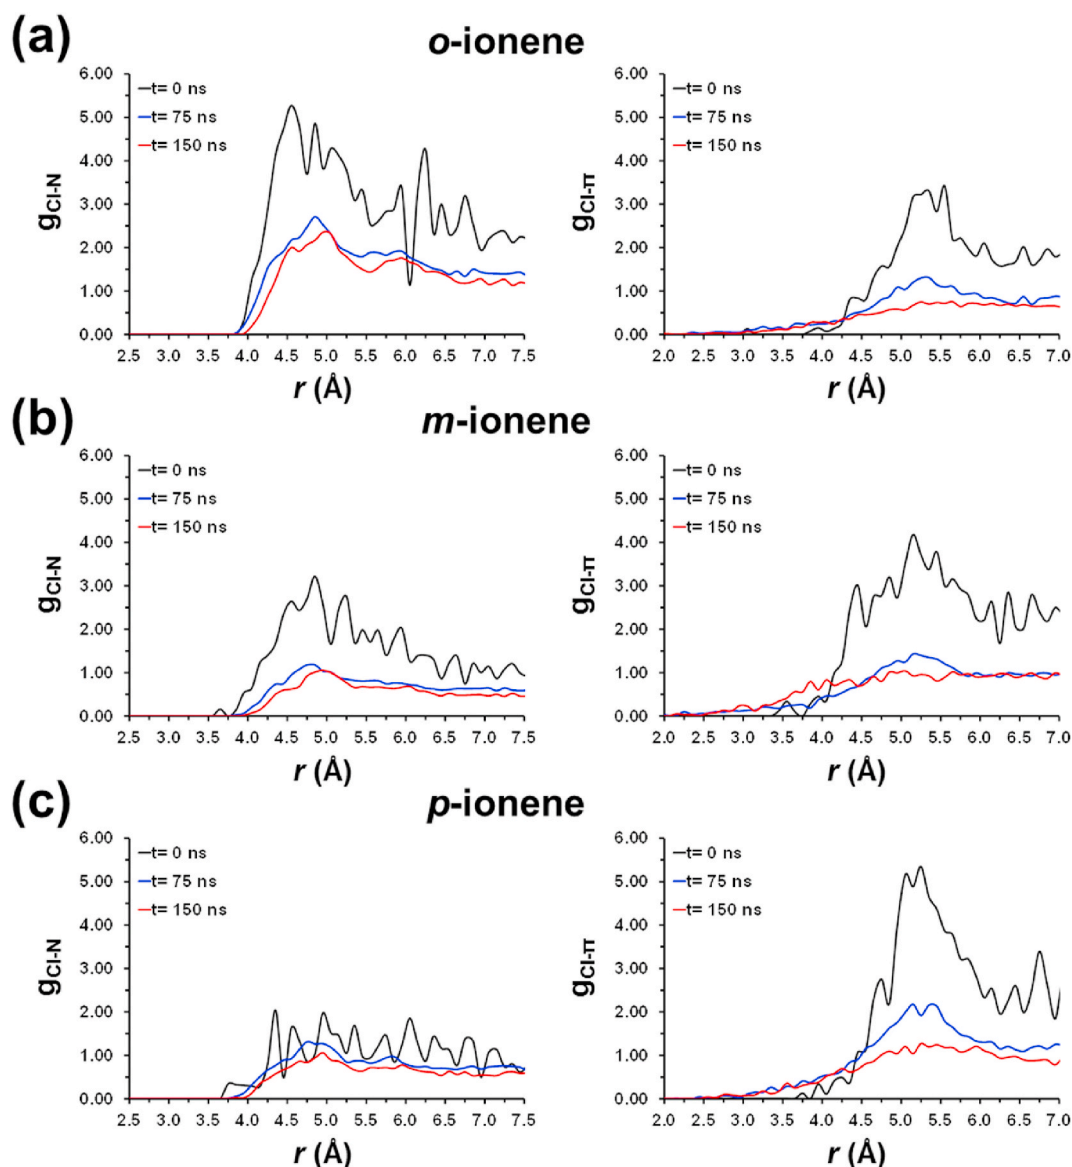 (a) o-ionene
6.00 5.00 4.00 3.00 2.00 1.00 0.00
t= 0 ns
t= 75 ns
t= 150 ns
gCl-N
2.5 3.0 3.5 4.0 4.5 5.0 5.5 6.0 6.5 7.0 7.5
r (Å)
6.00 5.00 4.00 3.00 2.00 1.00 0.00
t= 0 ns
t= 75 ns
t= 150 ns
gCl-π
2.0 2.5 3.0 3.5 4.0 4.5 5.0 5.5 6.0 6.5 7.0
r (Å)
(b) m-ionene
6.00 5.00 4.00 3.00 2.00 1.00 0.00
t= 0 ns
t= 75 ns
t= 150 ns
gCl-N
2.5 3.0 3.5 4.0 4.5 5.0 5.5 6.0 6.5 7.0 7.5
r (Å)
6.00 5.00 4.00 3.00 2.00 1.00 0.00
t= 0 ns
t= 75 ns
t= 150 ns
gCl-π
2.0 2.5 3.0 3.5 4.0 4.5 5.0 5.5 6.0 6.5 7.0
r (Å)
(c) p-ionene
6.00 5.00 4.00 3.00 2.00 1.00 0.00
t= 0 ns
t= 75 ns
t= 150 ns
gCl-N
2.5 3.0 3.5 4.0 4.5 5.0 5.5 6.0 6.5 7.0 7.5
r (Å)
6.00 5.00 4.00 3.00 2.00 1.00 0.00
t= 0 ns
t= 75 ns
t= 150 ns
gCl-π
2.0 2.5 3.0 3.5 4.0 4.5 5.0 5.5 6.0 6.5 7.0
r (Å)